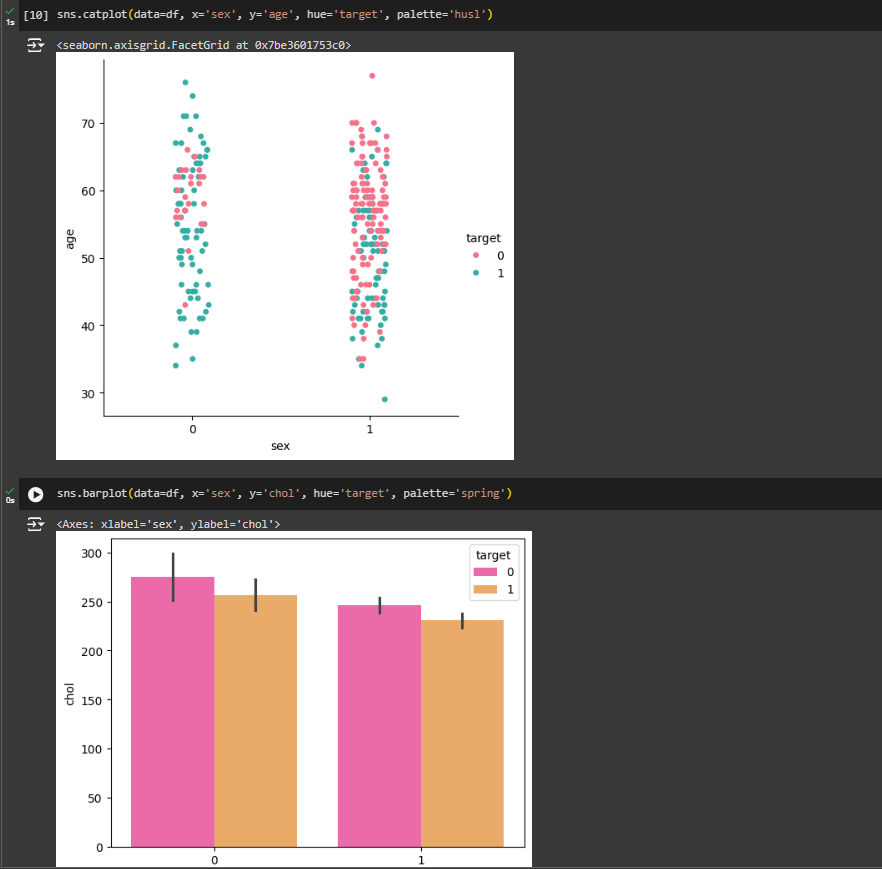 [10] sns.catplot(data=df, x='sex', y='age', hue='target', palette='husl')
1s
<seaborn.axisgrid.FacetGrid at 0x7be3601753c0>
70
60
50
40
30
age
0 1
sex
target
0
1
sns.barplot(data=df, x='sex', y='chol', hue='target', palette='spring')
0s
<Axes: xlabel='sex', ylabel='chol'>
300
250
200
150
100
50
0
chol
target
0
1
0 1